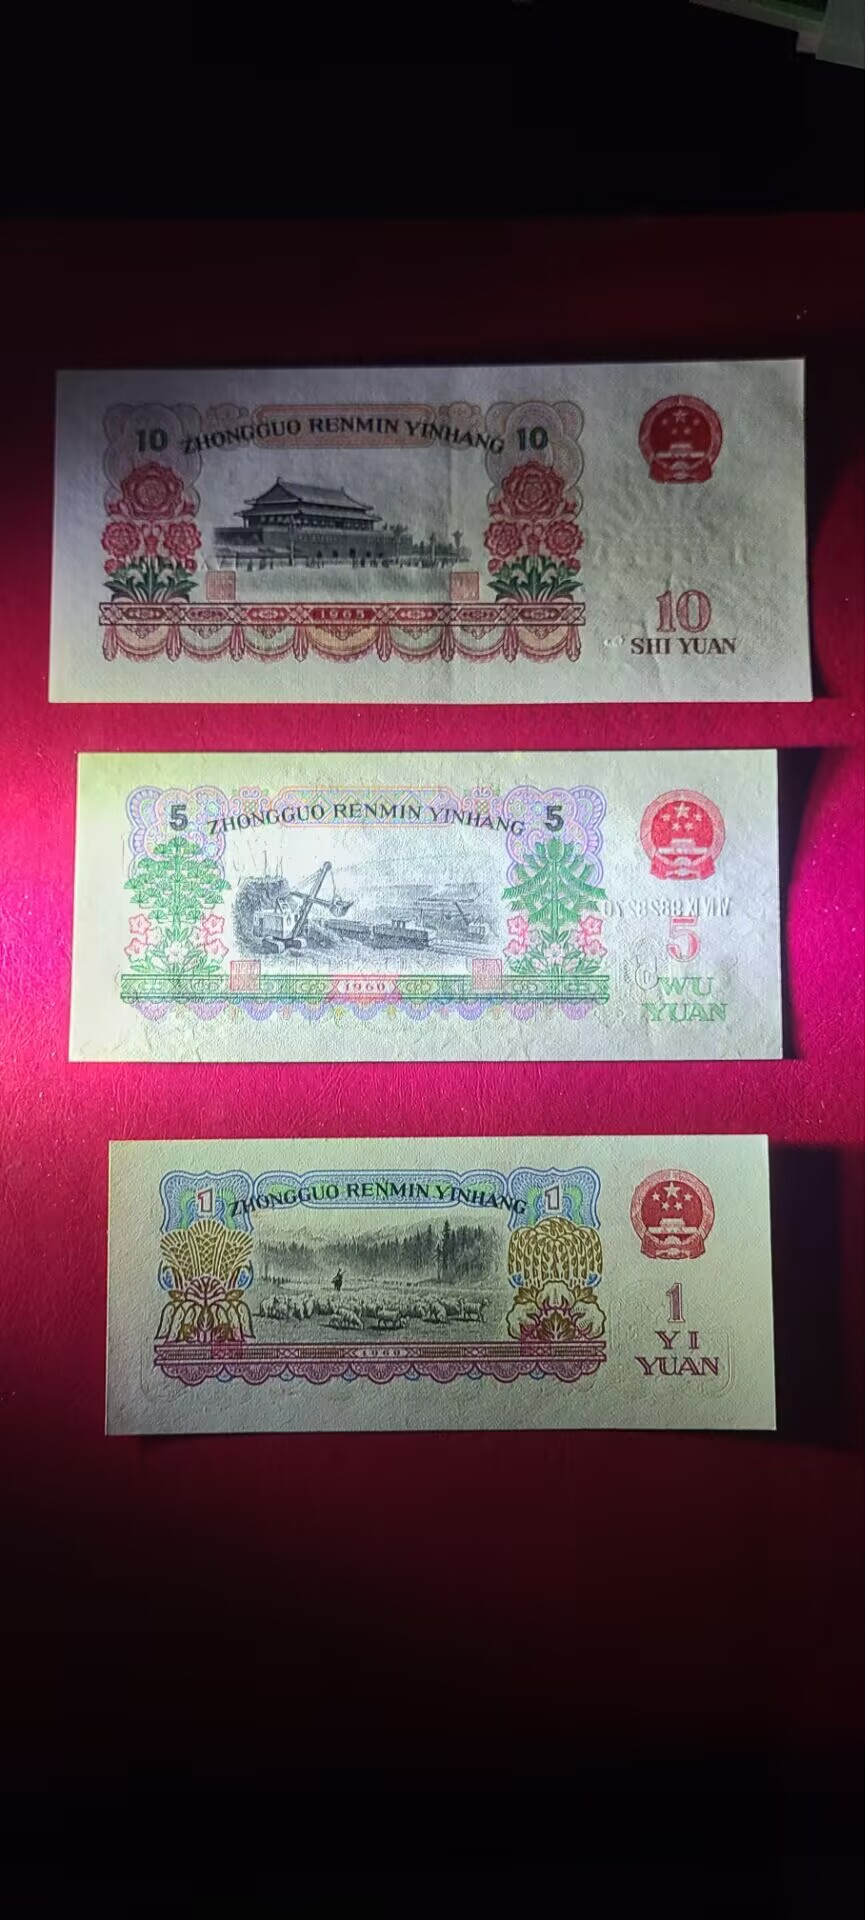 10 ZHONGGUO RENMIN YINHANG 10
1965
10
SHI YUAN
5 ZHONGGUO RENMIN YINHANG 5
1960
5
WU
YUAN
1 ZHONGGUO RENMIN YINHANG 1
1960
1
YI
YUAN